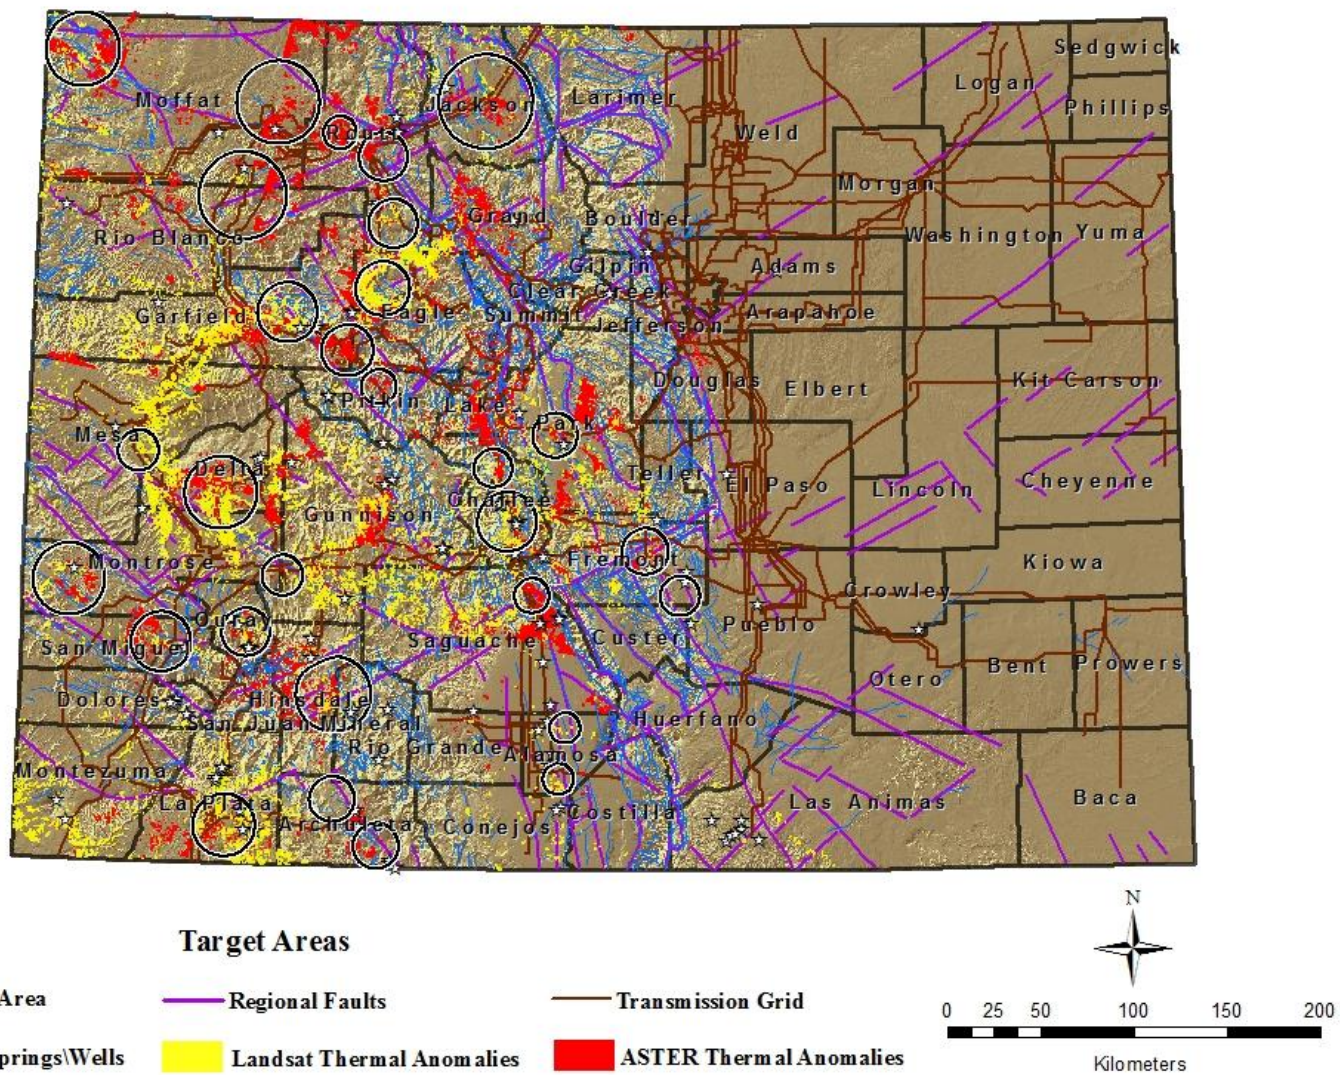 Sedgwick
Logan
Moffat
Jackson
Larimer
Phillips
Routt
Weld
Morgan
Grand
Boulder
Rio Blanco
Washington
Yuma
Gilpin
Adams
Clear Creek
Garfield
Eagle
Summit
Jefferson
Arapahoe
Douglas
Elbert
Kit Carson
Pitkin
Lake
Park
Mesa
Delta
Teller
El Paso
Lincoln
Cheyenne
Chaffee
Gunnison
Montrose
Fremont
Kiowa
Crowley
Ouray
San Miguel
Saguache
Custer
Pueblo
Otero
Bent
Prowers
Dolores
Hinsdale
San Juan
Mineral
Huerfano
Rio Grande
Alamosa
Montezuma
La Plata
Archuleta
Conejos
Costilla
Las Animas
Baca
N
Target Areas
Area
Regional Faults
Transmission Grid
0 25 50 100 150 200
prings\Wells
Landsat Thermal Anomalies
ASTER Thermal Anomalies
Kilometers